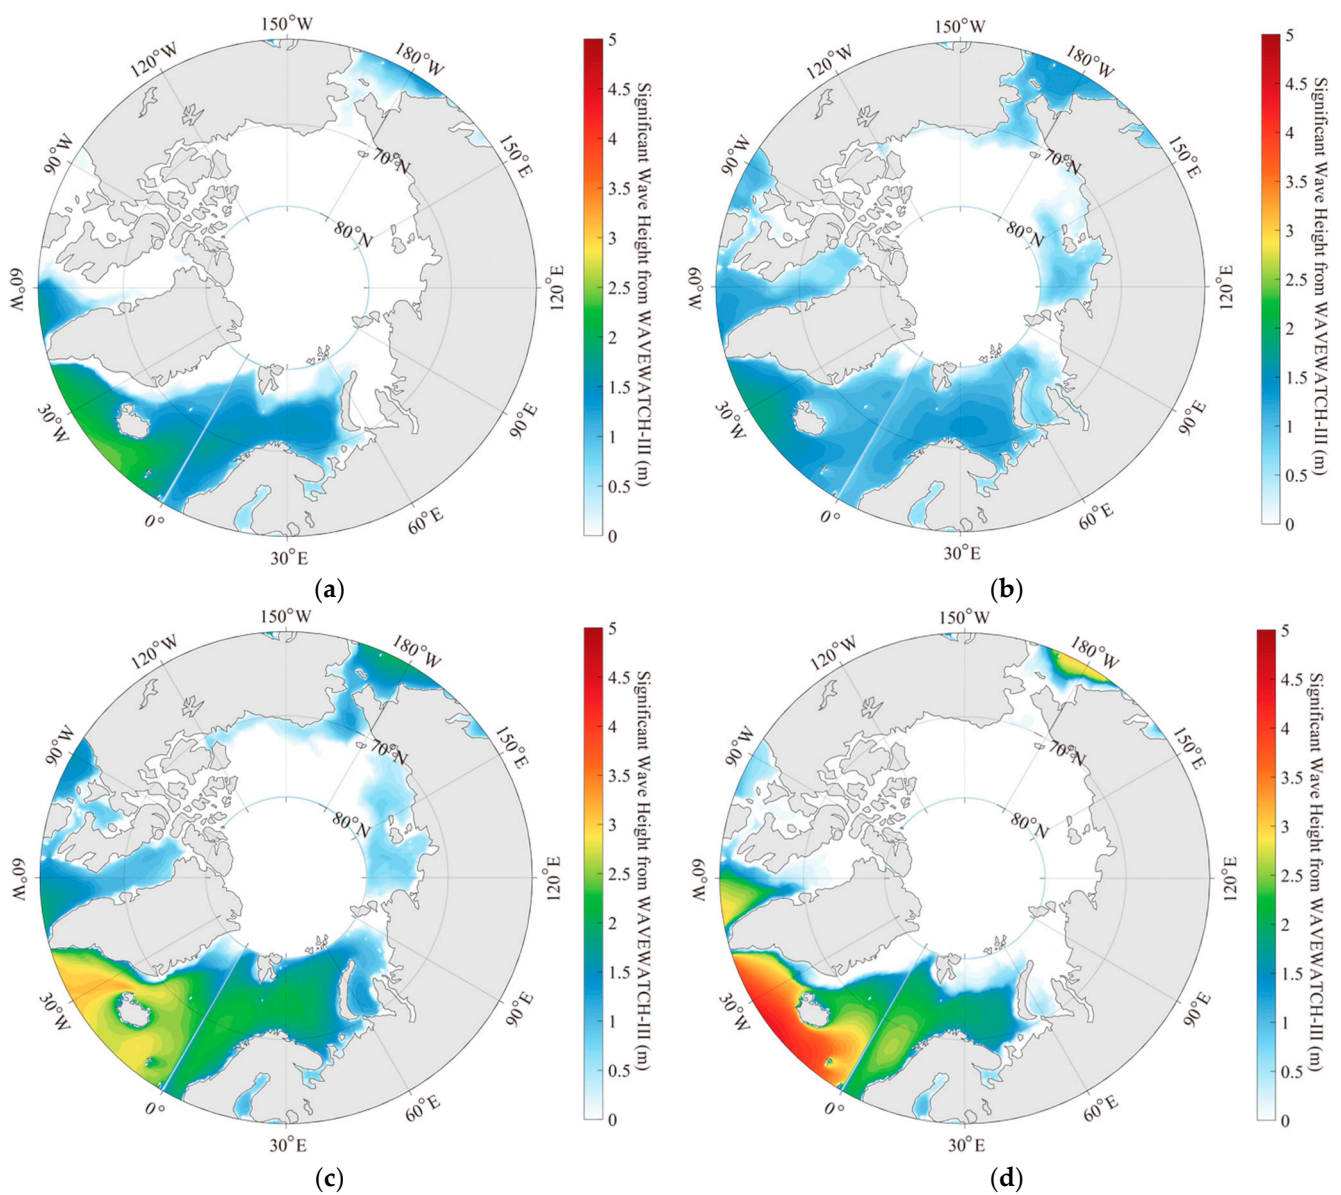 150°W
180°W
150°E
120°E
90°E
60°E
30°E
0°
30°W
60°W
90°W
120°W
70°N
80°N
5
4.5
4
3.5
3
2.5
2
1.5
1
0.5
0
Significant Wave Height from WAVEWATCH-III (m)
(a)
150°W
180°W
150°E
120°E
90°E
60°E
30°E
0°
30°W
60°W
90°W
120°W
70°N
80°N
5
4.5
4
3.5
3
2.5
2
1.5
1
0.5
0
Significant Wave Height from WAVEWATCH-III (m)
(b)
150°W
180°W
150°E
120°E
90°E
60°E
30°E
0°
30°W
60°W
90°W
120°W
70°N
80°N
5
4.5
4
3.5
3
2.5
2
1.5
1
0.5
0
Significant Wave Height from WAVEWATCH-III (m)
(c)
150°W
180°W
150°E
120°E
90°E
60°E
30°E
0°
30°W
60°W
90°W
120°W
70°N
80°N
5
4.5
4
3.5
3
2.5
2
1.5
1
0.5
0
Significant Wave Height from WAVEWATCH-III (m)
(d)